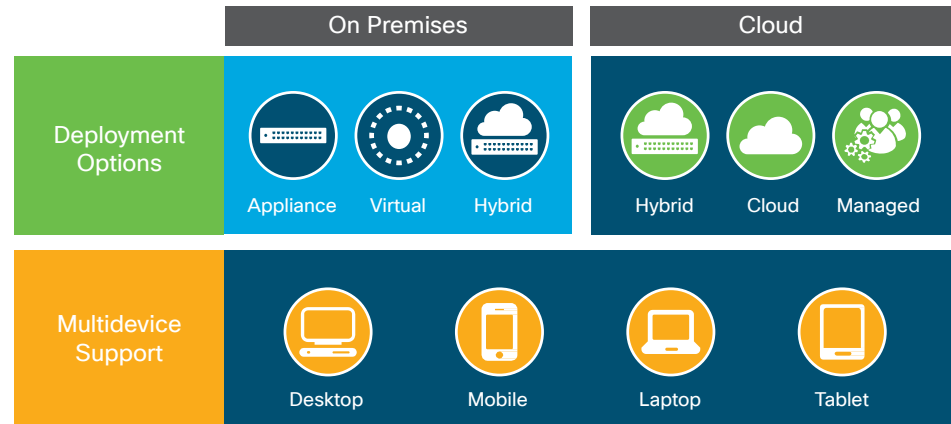 On Premises
Cloud
Deployment
Options
Appliance
Virtual
Hybrid
Hybrid
Cloud
Managed
Multidevice
Support
Desktop
Mobile
Laptop
Tablet